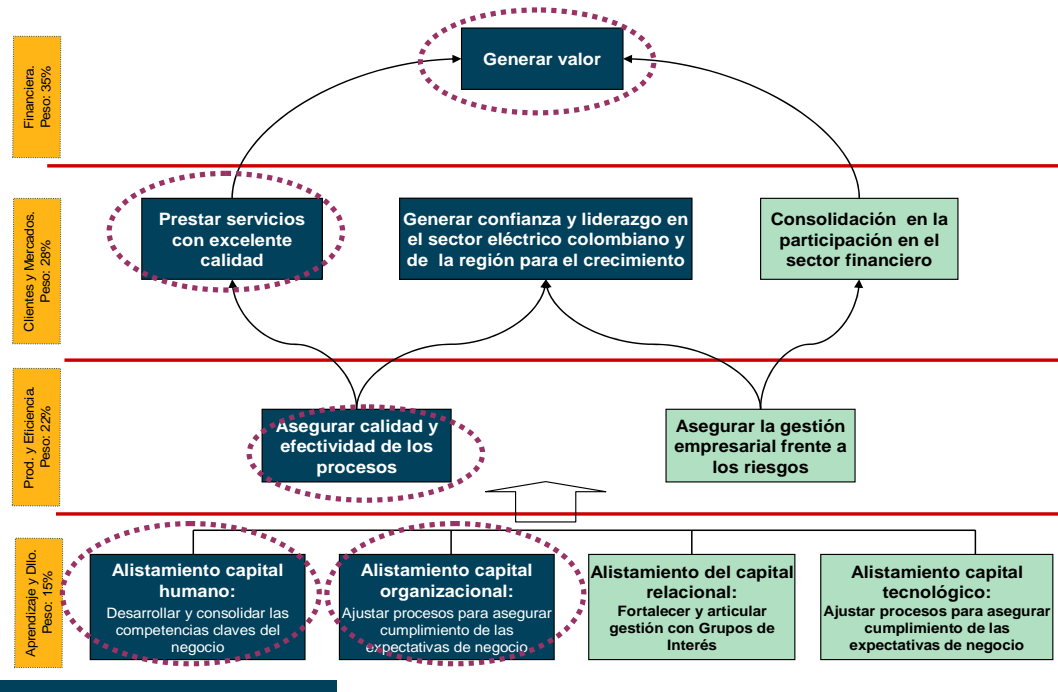 Financiera.
Peso: 35%
Generar valor
Clientes y Mercados.
Peso: 28%
Prestar servicios
con excelente
calidad
Generar confianza y liderazgo en
el sector eléctrico colombiano y
de la región para el crecimiento
Consolidación en la
participación en el
sector financiero
Prod. y Eficiencia.
Peso: 22%
Asegurar calidad y
efectividad de los
procesos
Asegurar la gestión
empresarial frente a
los riesgos
Aprendizaje y Dllo.
Peso: 15%
Alistamiento capital
humano:
Desarrollar y consolidar las
competencias claves del
negocio
Alistamiento capital
organizacional:
Ajustar procesos para asegurar
cumplimiento de las
expectativas de negocio
Alistamiento del capital
relacional:
Fortalecer y articular
gestión con Grupos de
Interés
Alistamiento capital
tecnológico:
Ajustar procesos para asegurar
cumplimiento de las
expectativas de negocio